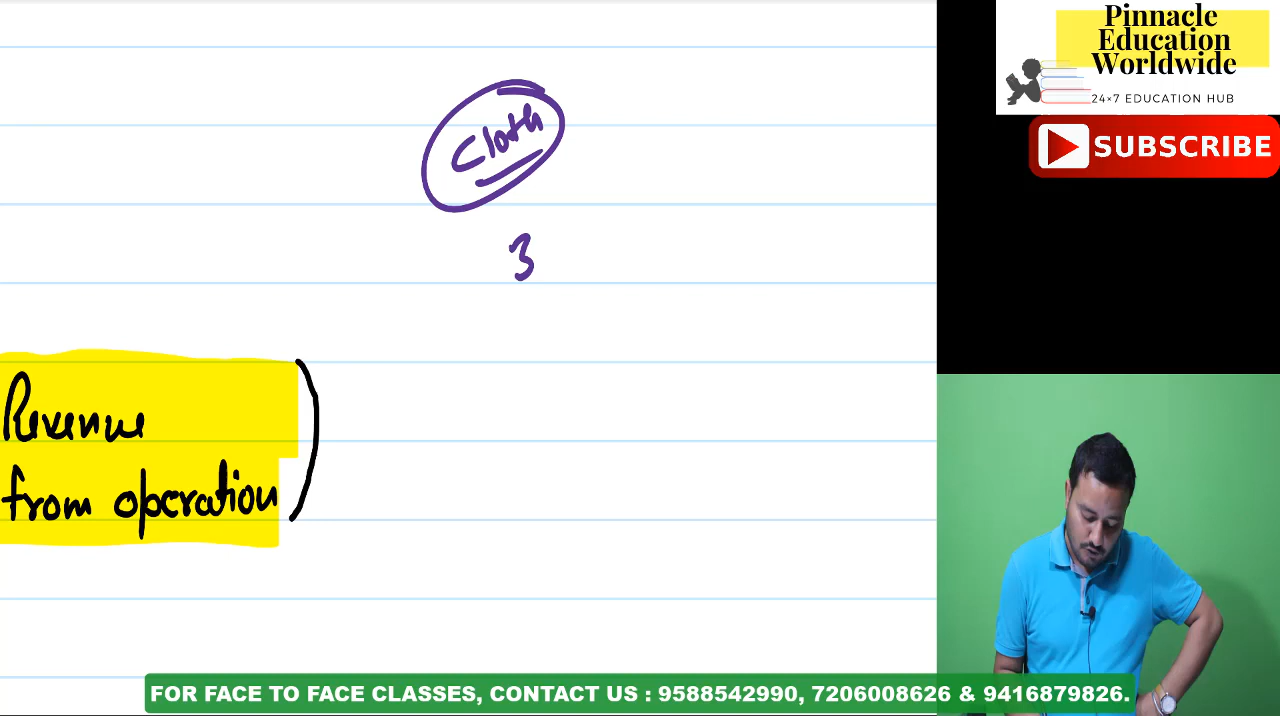 Pinnacle
Education
Worldwide
24×7 EDUCATION HUB
SUBSCRIBE
Cloth
3
Revenue
from operation)
FOR FACE TO FACE CLASSES, CONTACT US : 9588542990, 7206008626 & 9416879826.